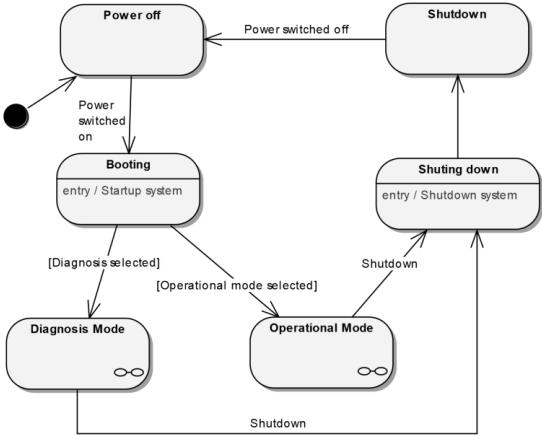 Power off
Shutdown
Power switched off
Power
switched
on
Booting
entry / Startup system
Shuting down
entry / Shutdown system
[Diagnosis selected]
[Operational mode selected]
Shutdown
Diagnosis Mode
Operational Mode
Shutdown